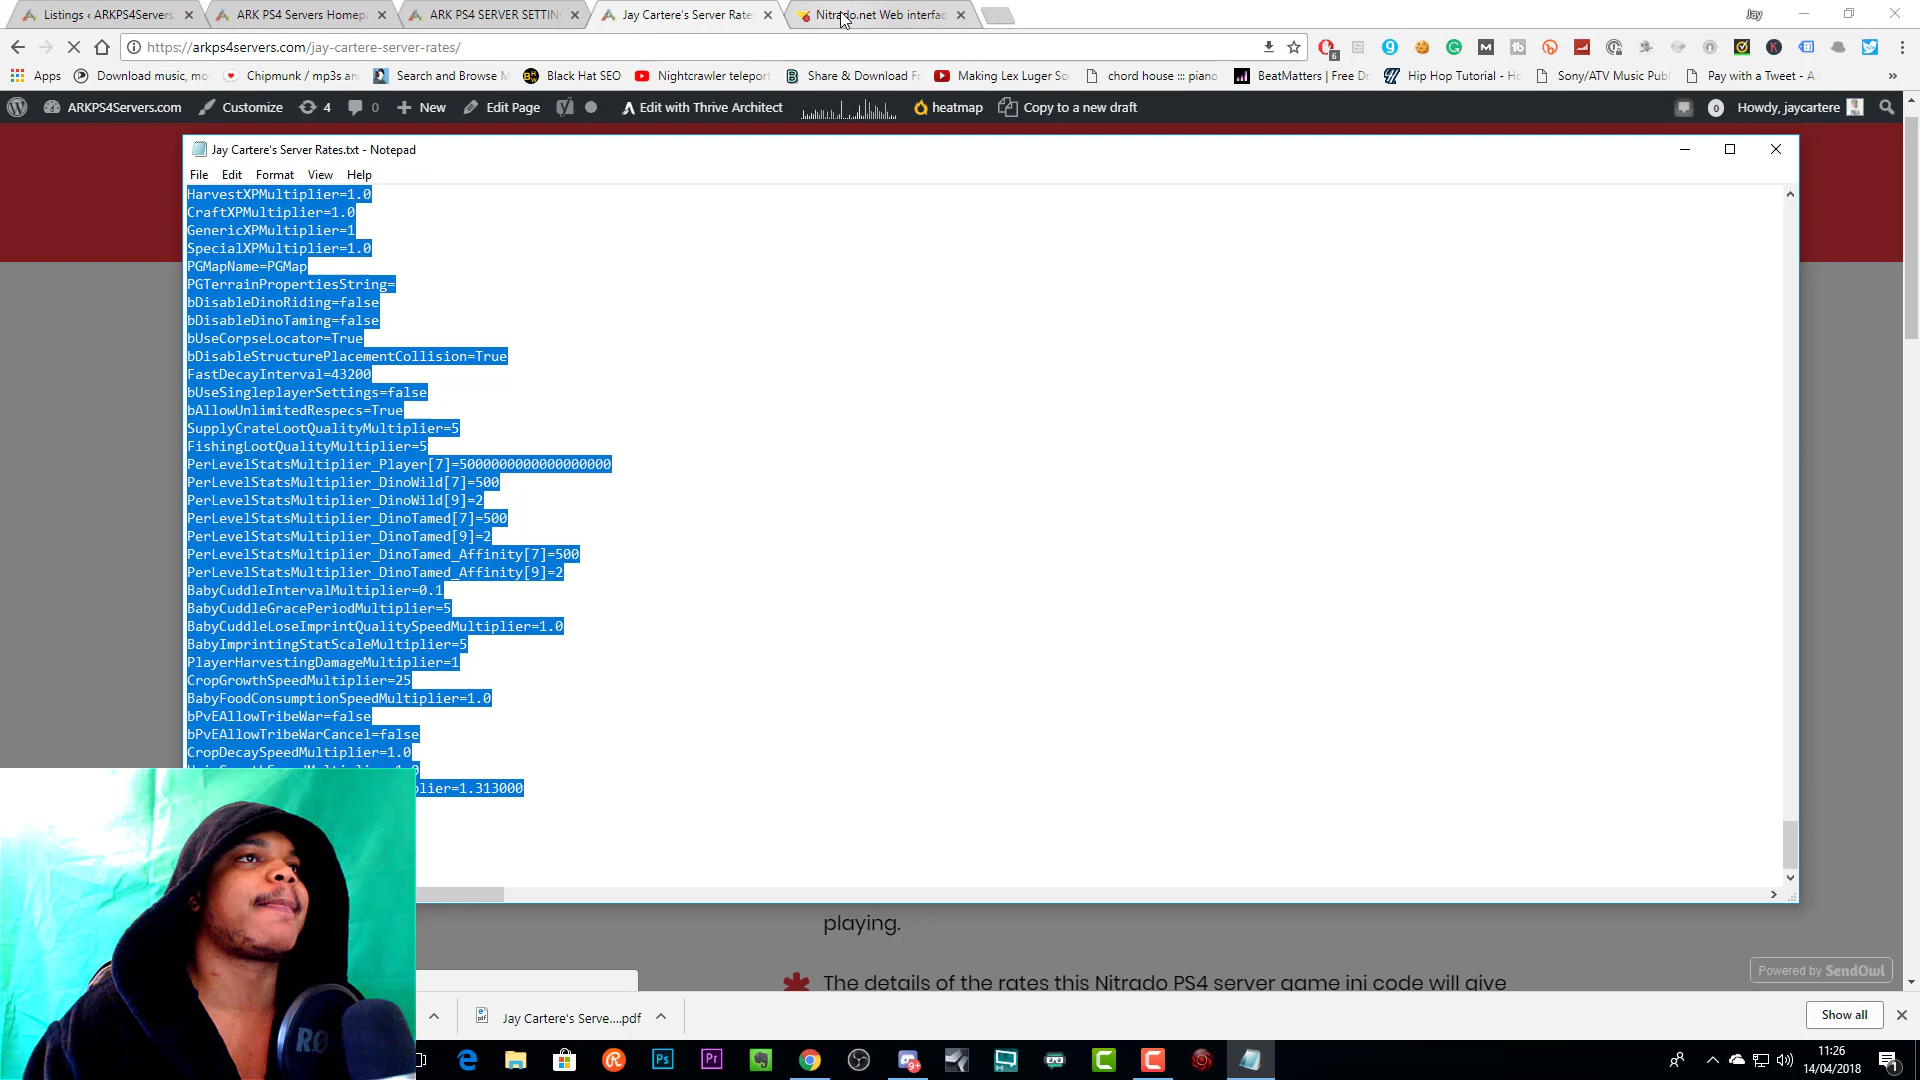 Listings ‹ ARKPS4Servers
ARK PS4 Servers Homep
ARK PS4 SERVER SETTIN
Jay Cartere's Server Rate
Nitrado.net Web interfac
Jay
https://arkps4servers.com/jay-cartere-server-rates/
6
Apps
Download music, mo
Chipmunk / mp3s an
Search and Browse M
Black Hat SEO
Nightcrawler teleport
Share & Download F
Making Lex Luger So
chord house ::: piano
BeatMatters | Free Dr
Hip Hop Tutorial - Ho
Sony/ATV Music Publ
Pay with a Tweet - A
»
ARKPS4Servers.com
Customize
4
0
New
Edit Page
Edit with Thrive Architect
heatmap
Copy to a new draft
0
Howdy, jaycartere
Jay Cartere's Server Rates.txt - Notepad
File Edit Format View Help
HarvestXPMultiplier=1.0
CraftXPMultiplier=1.0
GenericXPMultiplier=1
SpecialXPMultiplier=1.0
PGMapName=PGMap
PGTerrainPropertiesString=
bDisableDinoRiding=false
bDisableDinoTaming=false
bUseCorpseLocator=True
bDisableStructurePlacementCollision=True
FastDecayInterval=43200
bUseSingleplayerSettings=false
bAllowUnlimitedRespecs=True
SupplyCrateLootQualityMultiplier=5
FishingLootQualityMultiplier=5
PerLevelStatsMultiplier_Player[7]=5000000000000000000
PerLevelStatsMultiplier_DinoWild[7]=500
PerLevelStatsMultiplier_DinoWild[9]=2
PerLevelStatsMultiplier_DinoTamed[7]=500
PerLevelStatsMultiplier_DinoTamed[9]=2
PerLevelStatsMultiplier_DinoTamed_Affinity[7]=500
PerLevelStatsMultiplier_DinoTamed_Affinity[9]=2
BabyCuddleIntervalMultiplier=0.1
BabyCuddleGracePeriodMultiplier=5
BabyCuddleLoseImprintQualitySpeedMultiplier=1.0
BabyImprintingStatScaleMultiplier=5
PlayerHarvestingDamageMultiplier=1
CropGrowthSpeedMultiplier=25
BabyFoodConsumptionSpeedMultiplier=1.0
bPvEAllowTribeWar=false
bPvEAllowTribeWarCancel=false
CropDecaySpeedMultiplier=1.0
plier=1.313000
playing.
The details of the rates this Nitrado PS4 server game ini code will give
Powered by SendOwl
Jay Cartere's Serve....pdf
Show all
RØ
11:26
14/04/2018